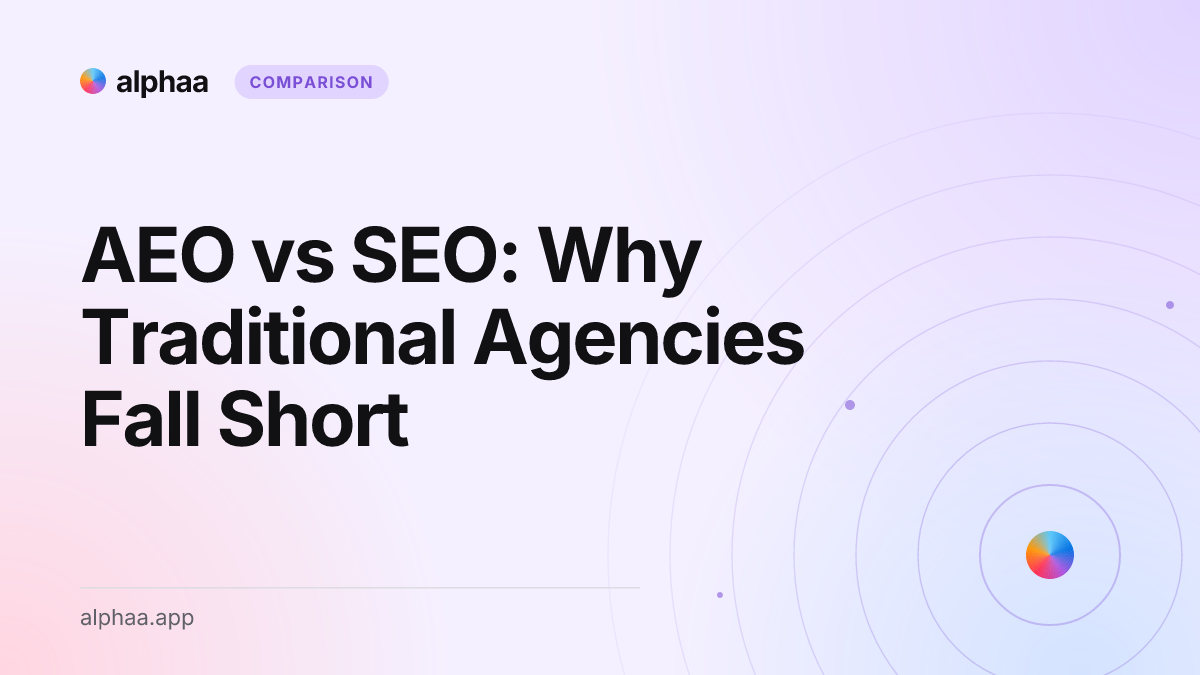 alphaa
COMPARISON
AEO vs SEO: Why
Traditional Agencies
Fall Short
alphaa.app